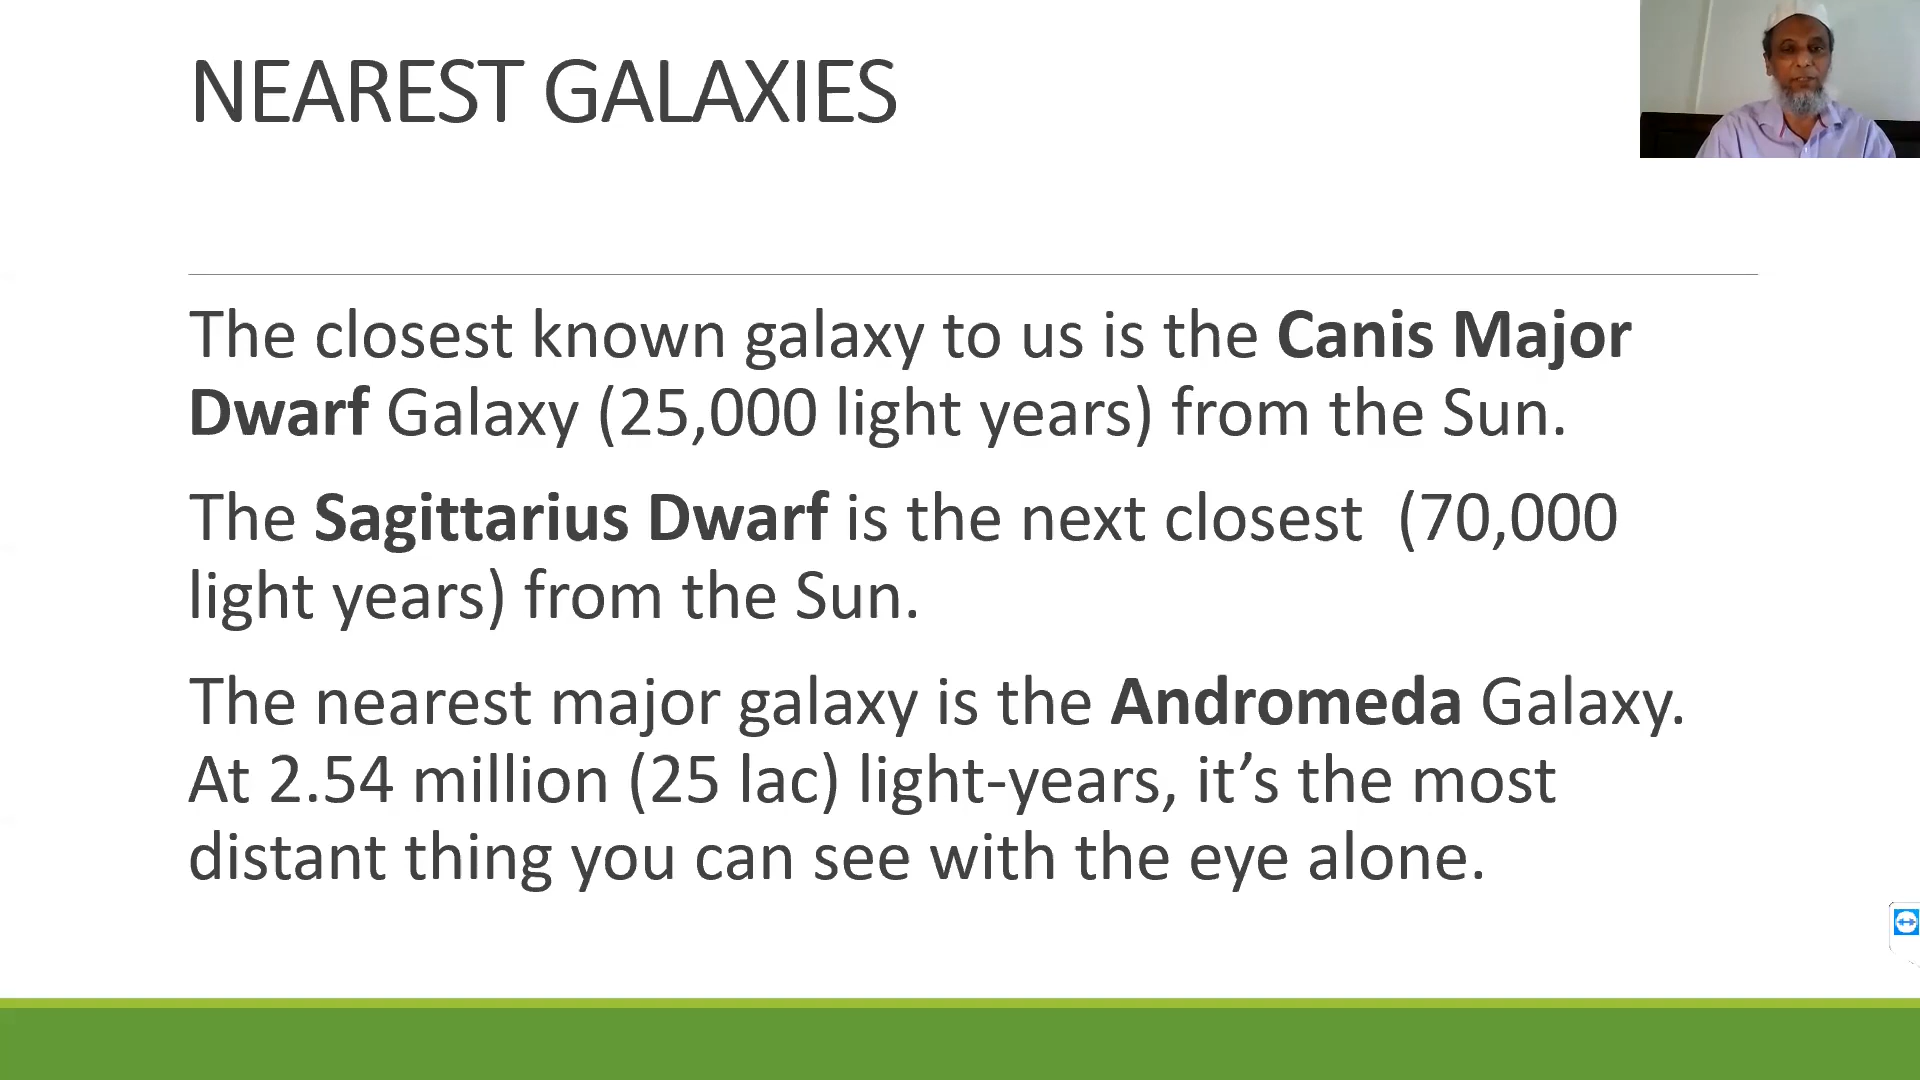 NEAREST GALAXIES
The closest known galaxy to us is the Canis Major
Dwarf Galaxy (25,000 light years) from the Sun.
The Sagittarius Dwarf is the next closest  (70,000
light years) from the Sun.
The nearest major galaxy is the Andromeda Galaxy.
At 2.54 million (25 lac) light-years, it’s the most
distant thing you can see with the eye alone.